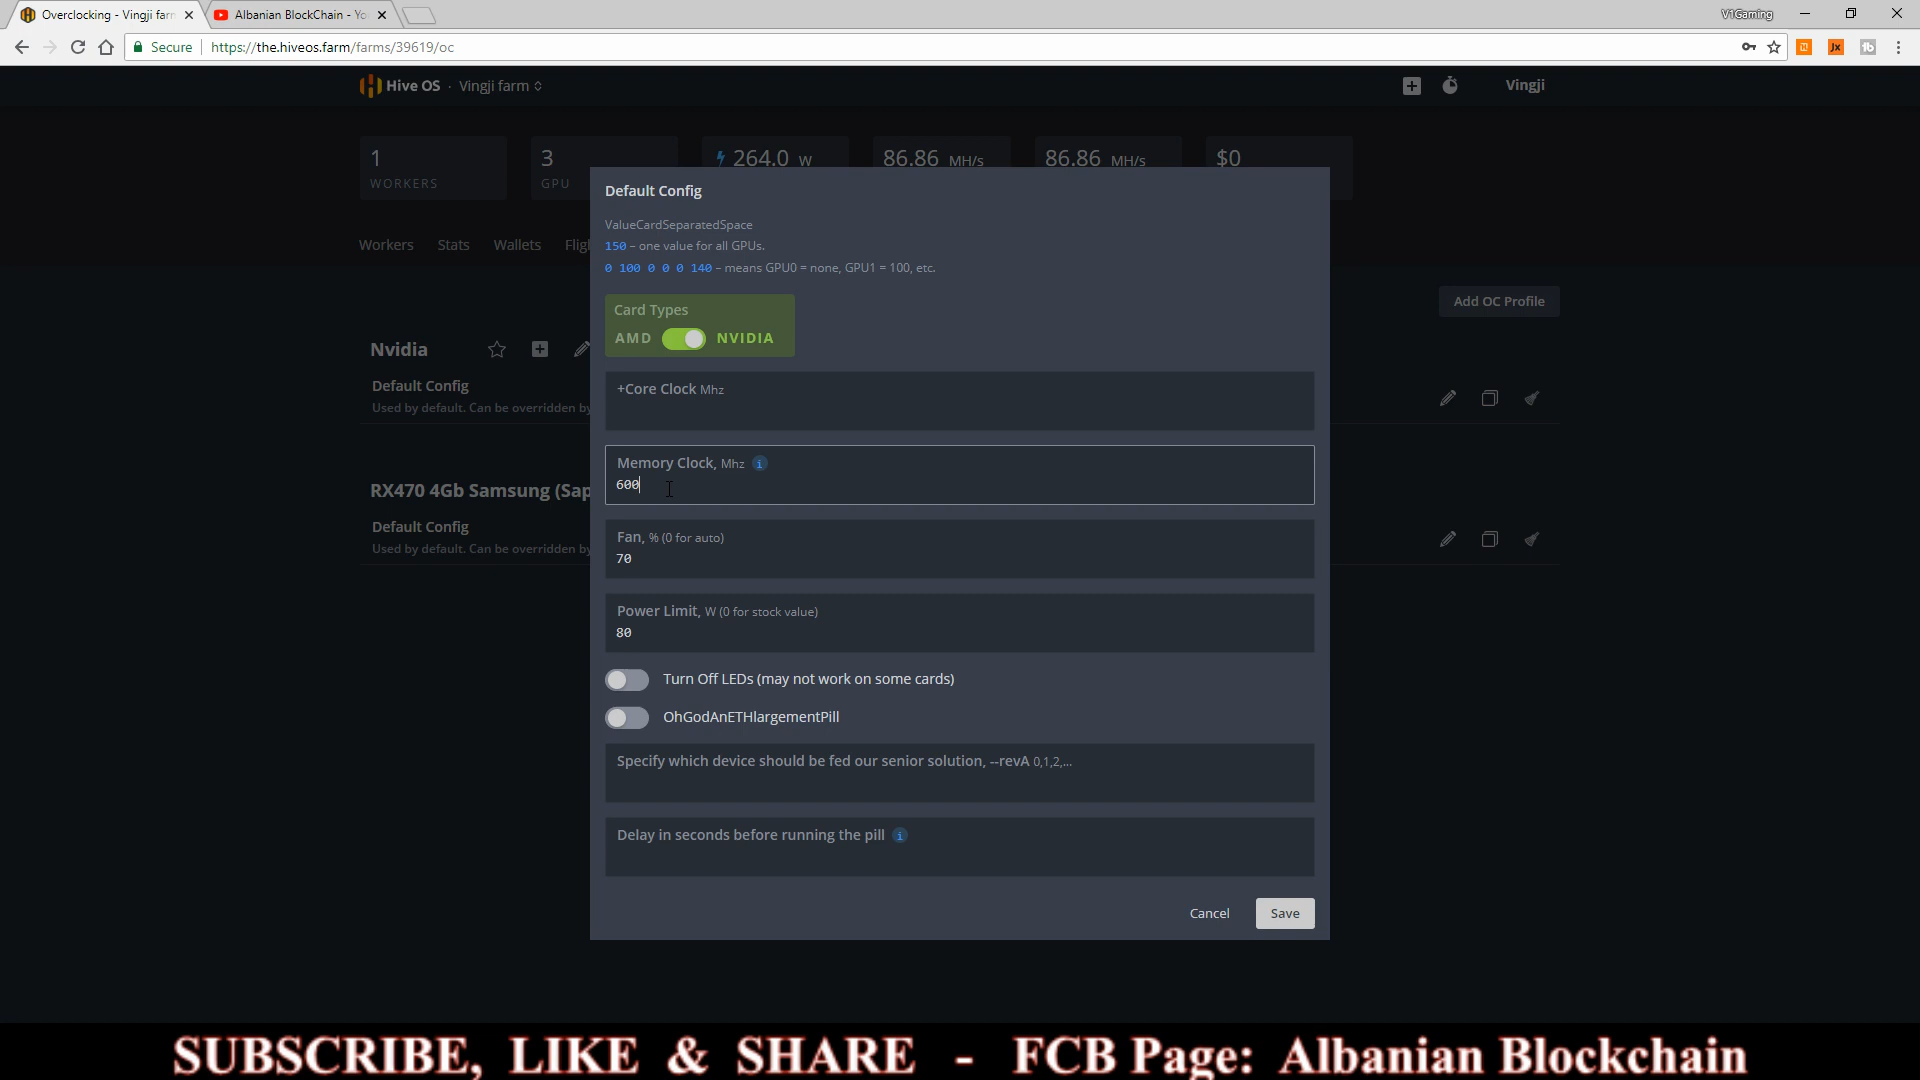 Overclocking - Vingji farm
Albanian BlockChain - Yo
V1Gaming
Secure https://the.hiveos.farm/farms/39619/oc
Jx
Hive OS · Vingji farm
Vingji
1
WORKERS
3
GPU
264.0 W
86.86 MH/s
86.86 MH/s
$0
Workers Stats Wallets Flig
Add OC Profile
Nvidia
Default Config
Used by default. Can be overridden by
RX470 4Gb Samsung (Sap
Default Config
Used by default. Can be overridden by
Default Config
ValueCardSeparatedSpace
150 – one value for all GPUs.
0 100 0 0 0 140 – means GPU0 = none, GPU1 = 100, etc.
Card Types
AMD NVIDIA
+Core Clock Mhz
Memory Clock, Mhz i
600
Fan, % (0 for auto)
70
Power Limit, W (0 for stock value)
80
Turn Off LEDs (may not work on some cards)
OhGodAnETHlargementPill
Specify which device should be fed our senior solution, --revA 0,1,2,...
Delay in seconds before running the pill i
Cancel Save
SUBSCRIBE, LIKE & SHARE - FCB Page: Albanian Blockchain